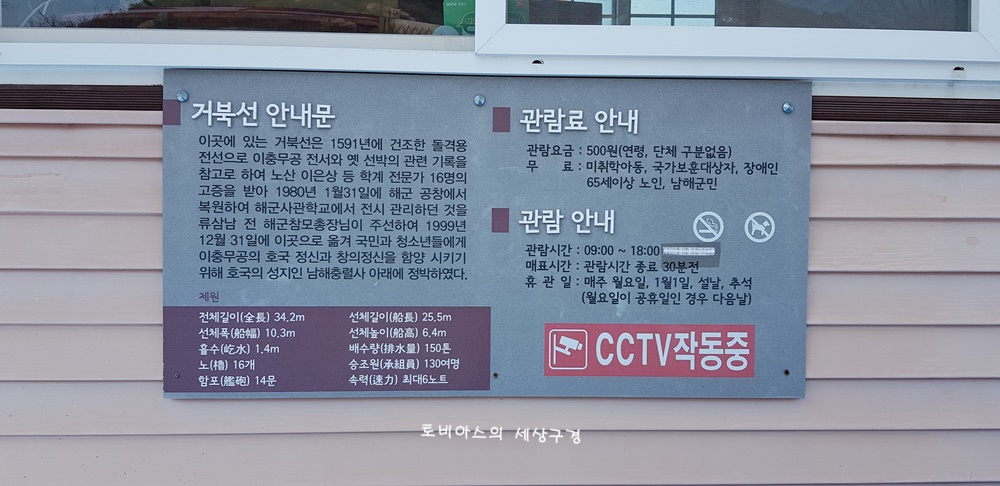 거북선 안내문
이곳에 있는 거북선은 1591년에 건조한 돌격용
전선으로 이충무공 전서와 옛 선박의 관련 기록을
참고로 하여 노산 이은상 등 학계 전문가 16명의
고증을 받아 1980년 1월31일에 해군 공창에서
복원하여 해군사관학교에서 전시 관리하던 것을
류삼남 전 해군참모총장님이 주선하여 1999년
12월 31일에 이곳으로 옮겨 국민과 청소년들에게
이충무공의 호국 정신과 창의정신을 함양 시키기
위해 호국의 성지인 남해충렬사 아래에 정박하였다.
제원
전체길이(全長) 34.2m
선체폭(船幅) 10.3m
흘수(吃水) 1.4m
노(櫓) 16개
함포(艦砲) 14문
선체길이(船長) 25.5m
선체높이(船高) 6.4m
배수량(排水量) 150톤
승조원(承組員) 130여명
속력(速力) 최대6노트
관람료 안내
관람요금 : 500원(연령, 단체 구분없음)
무 료 : 미취학아동, 국가보훈대상자, 장애인
65세이상 노인, 남해군민
관람 안내
관람시간 : 09:00 ~ 18:00
매표시간 : 관람시간 종료 30분전
휴 관 일 : 매주 월요일, 1월1일, 설날, 추석
(월요일이 공휴일인 경우 다음날)
CCTV작동중
토비아스의 세상구경